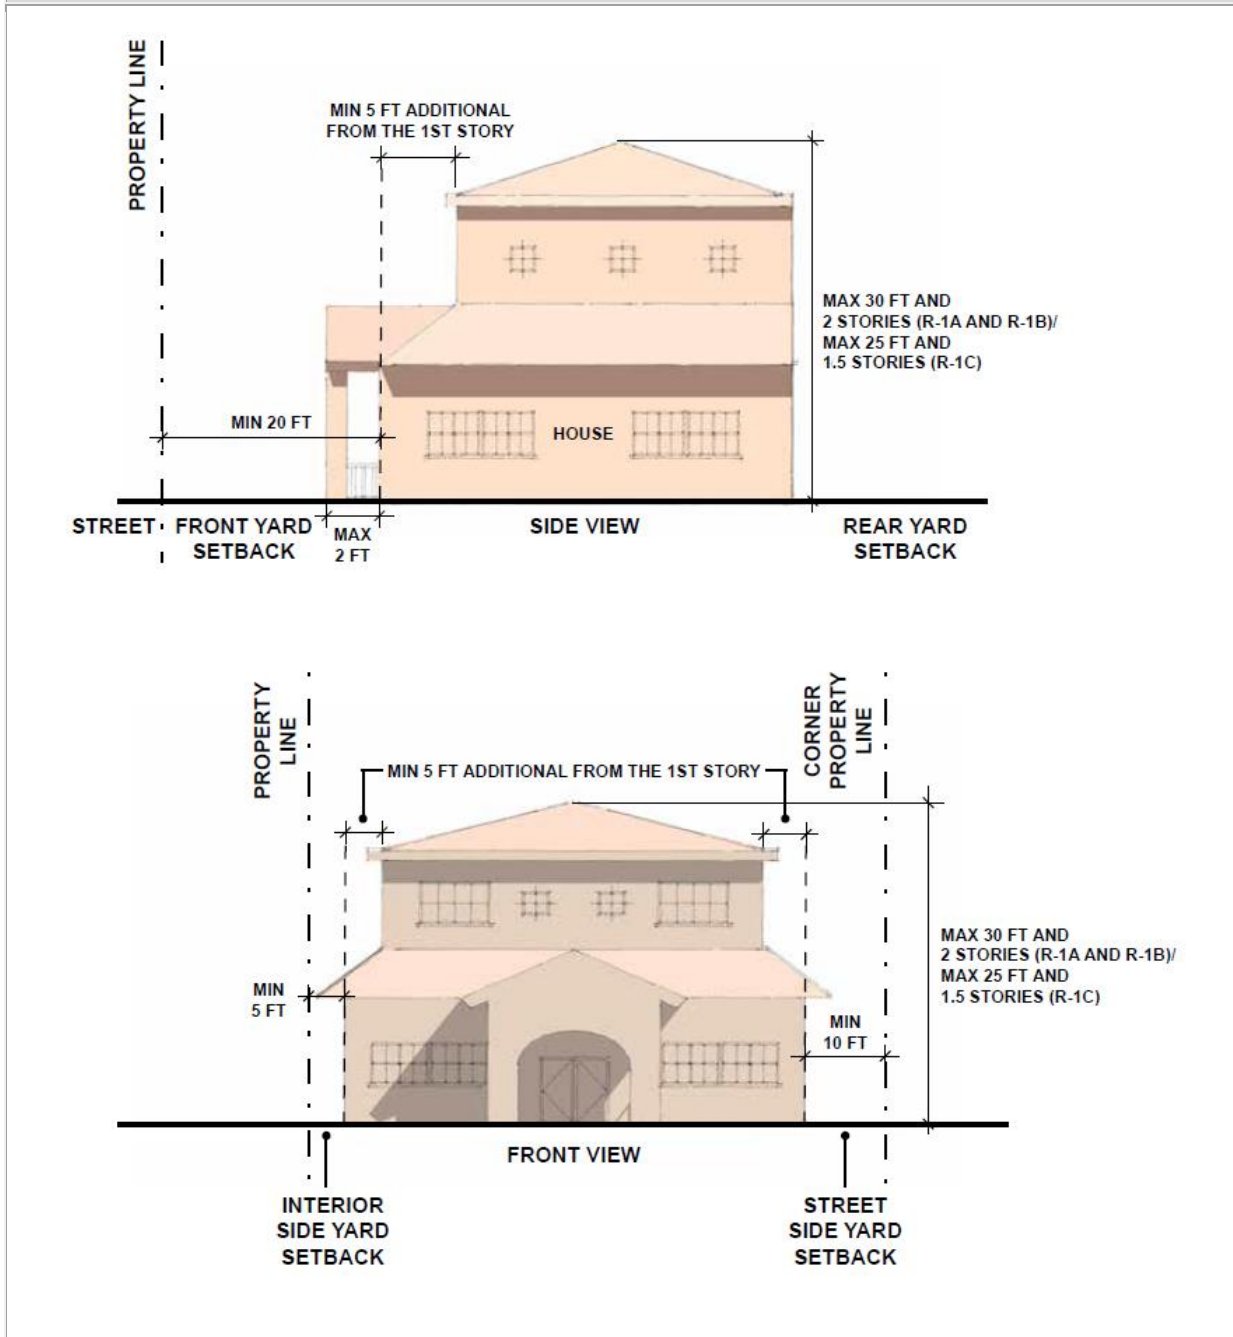 PROPERTY LINE
MIN 5 FT ADDITIONAL
FROM THE 1ST STORY
MAX 30 FT AND
2 STORIES (R-1A AND R-1B)/
MAX 25 FT AND
1.5 STORIES (R-1C)
MIN 20 FT
HOUSE
STREET
FRONT YARD
SETBACK
MAX
2 FT
SIDE VIEW
REAR YARD
SETBACK
PROPERTY
LINE
CORNER
PROPERTY
LINE
MIN 5 FT ADDITIONAL FROM THE 1ST STORY
MAX 30 FT AND
2 STORIES (R-1A AND R-1B)/
MAX 25 FT AND
1.5 STORIES (R-1C)
MIN
5 FT
MIN
10 FT
FRONT VIEW
INTERIOR
SIDE YARD
SETBACK
STREET
SIDE YARD
SETBACK